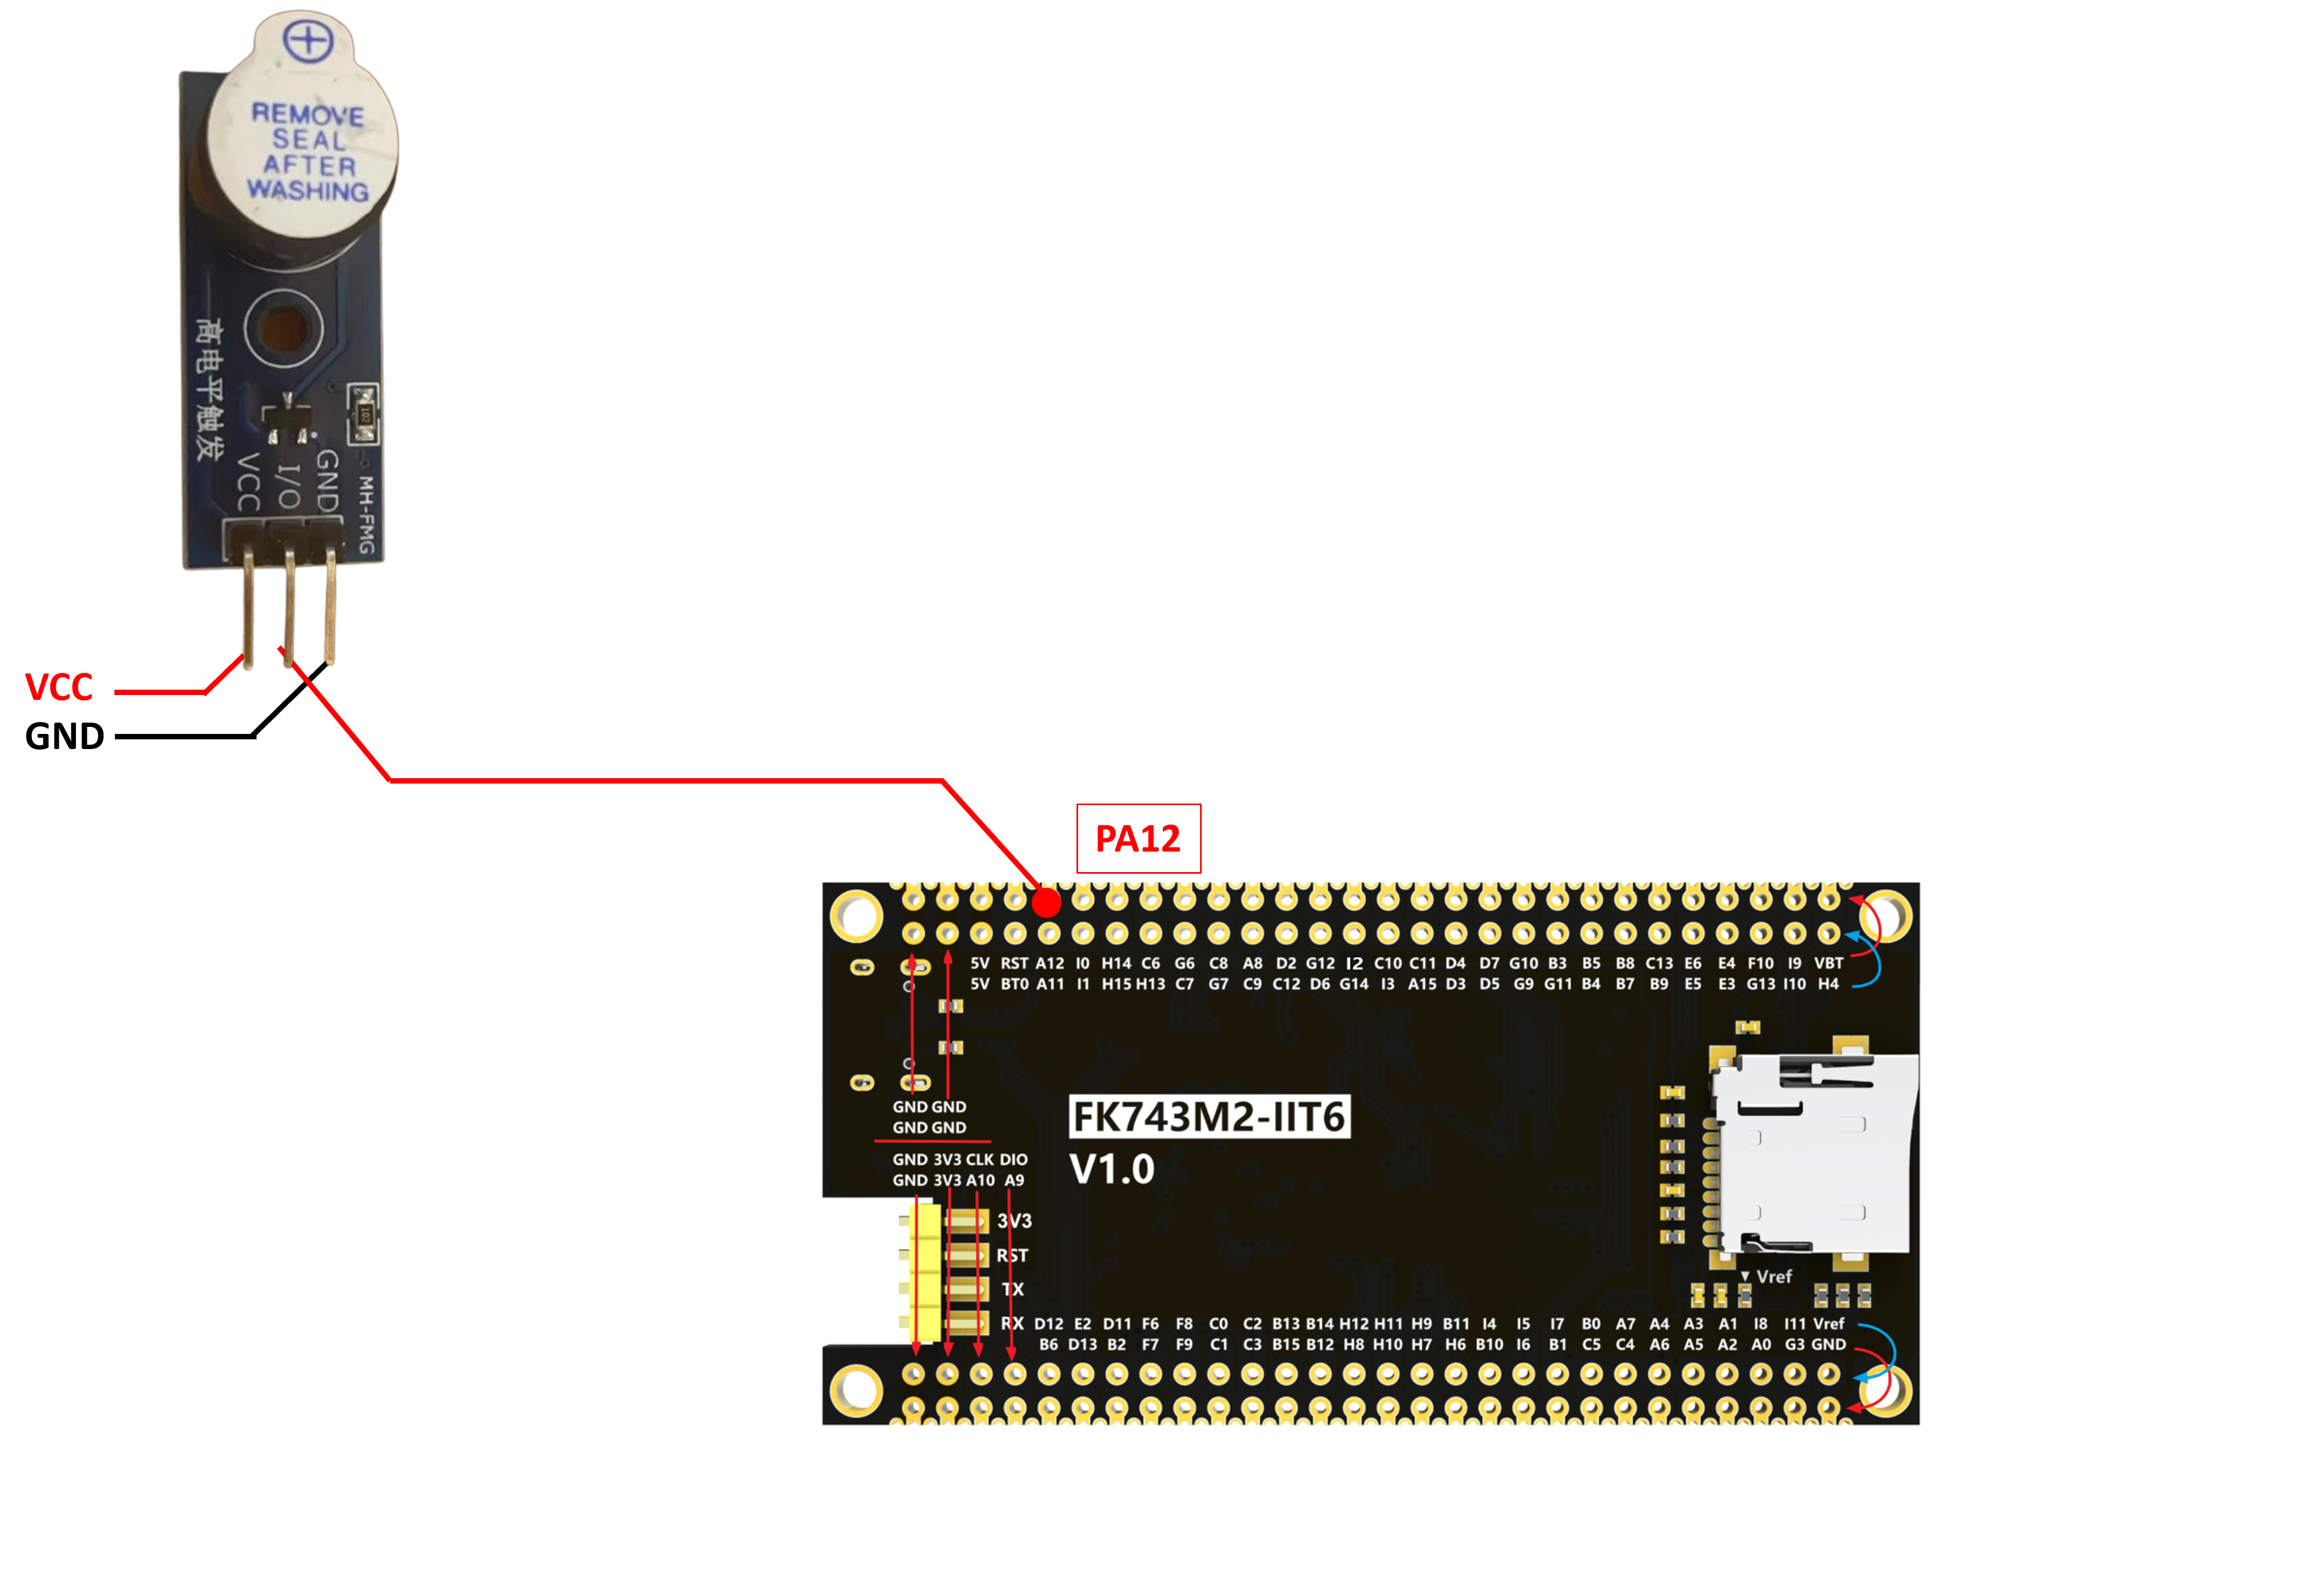 REMOVE
SEAL
AFTER
WASHING
高电平触发
VCC
I/O
GND
MH-FMG
102
VCC
GND
PA12
5V RST A12 I0 H14 C6 G6 C8 A8 D2 G12 I2 C10 C11 D4 D7 G10 B3 B5 B8 C13 E6 E4 F10 I9 VBT
5V BT0 A11 I1 H15 H13 C7 G7 C9 C12 D6 G14 I3 A15 D3 D5 G9 G11 B4 B7 B9 E5 E3 G13 I10 H4
GND GND
GND GND
GND 3V3 CLK DIO
GND 3V3 A10 A9
FK743M2-IIT6
V1.0
3V3
RST
TX
RX
Vref
D12 E2 D11 F6 F8 C0 C2 B13 B14 H12 H11 H9 B11 I4 I5 I7 B0 A7 A4 A3 A1 I8 I11 Vref
B6 D13 B2 F7 F9 C1 C3 B15 B12 H8 H10 H7 H6 B10 I6 B1 C5 C4 A6 A5 A2 A0 G3 GND